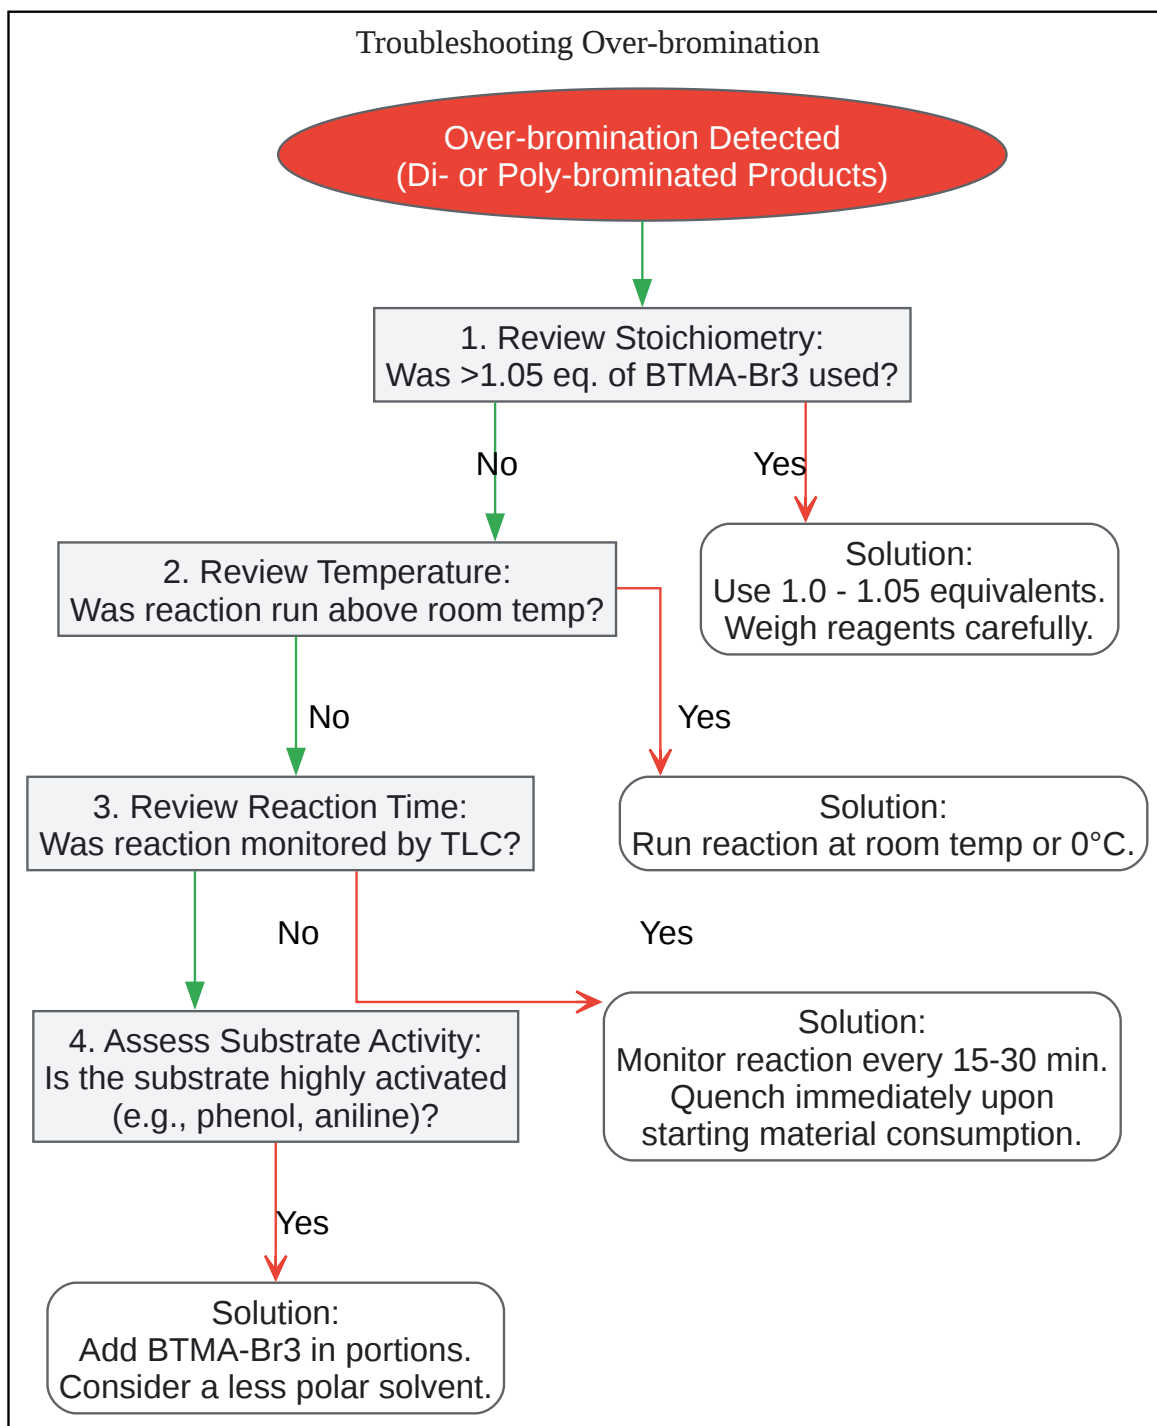 Troubleshooting Over-bromination
Over-bromination Detected
(Di- or Poly-brominated Products)
1. Review Stoichiometry:
Was >1.05 eq. of BTMA-Br3 used?
No
Yes
Solution:
Use 1.0 - 1.05 equivalents.
Weigh reagents carefully.
2. Review Temperature:
Was reaction run above room temp?
No
Yes
Solution:
Run reaction at room temp or 0°C.
3. Review Reaction Time:
Was reaction monitored by TLC?
No
Yes
Solution:
Monitor reaction every 15-30 min.
Quench immediately upon
starting material consumption.
4. Assess Substrate Activity:
Is the substrate highly activated
(e.g., phenol, aniline)?
Yes
Solution:
Add BTMA-Br3 in portions.
Consider a less polar solvent.